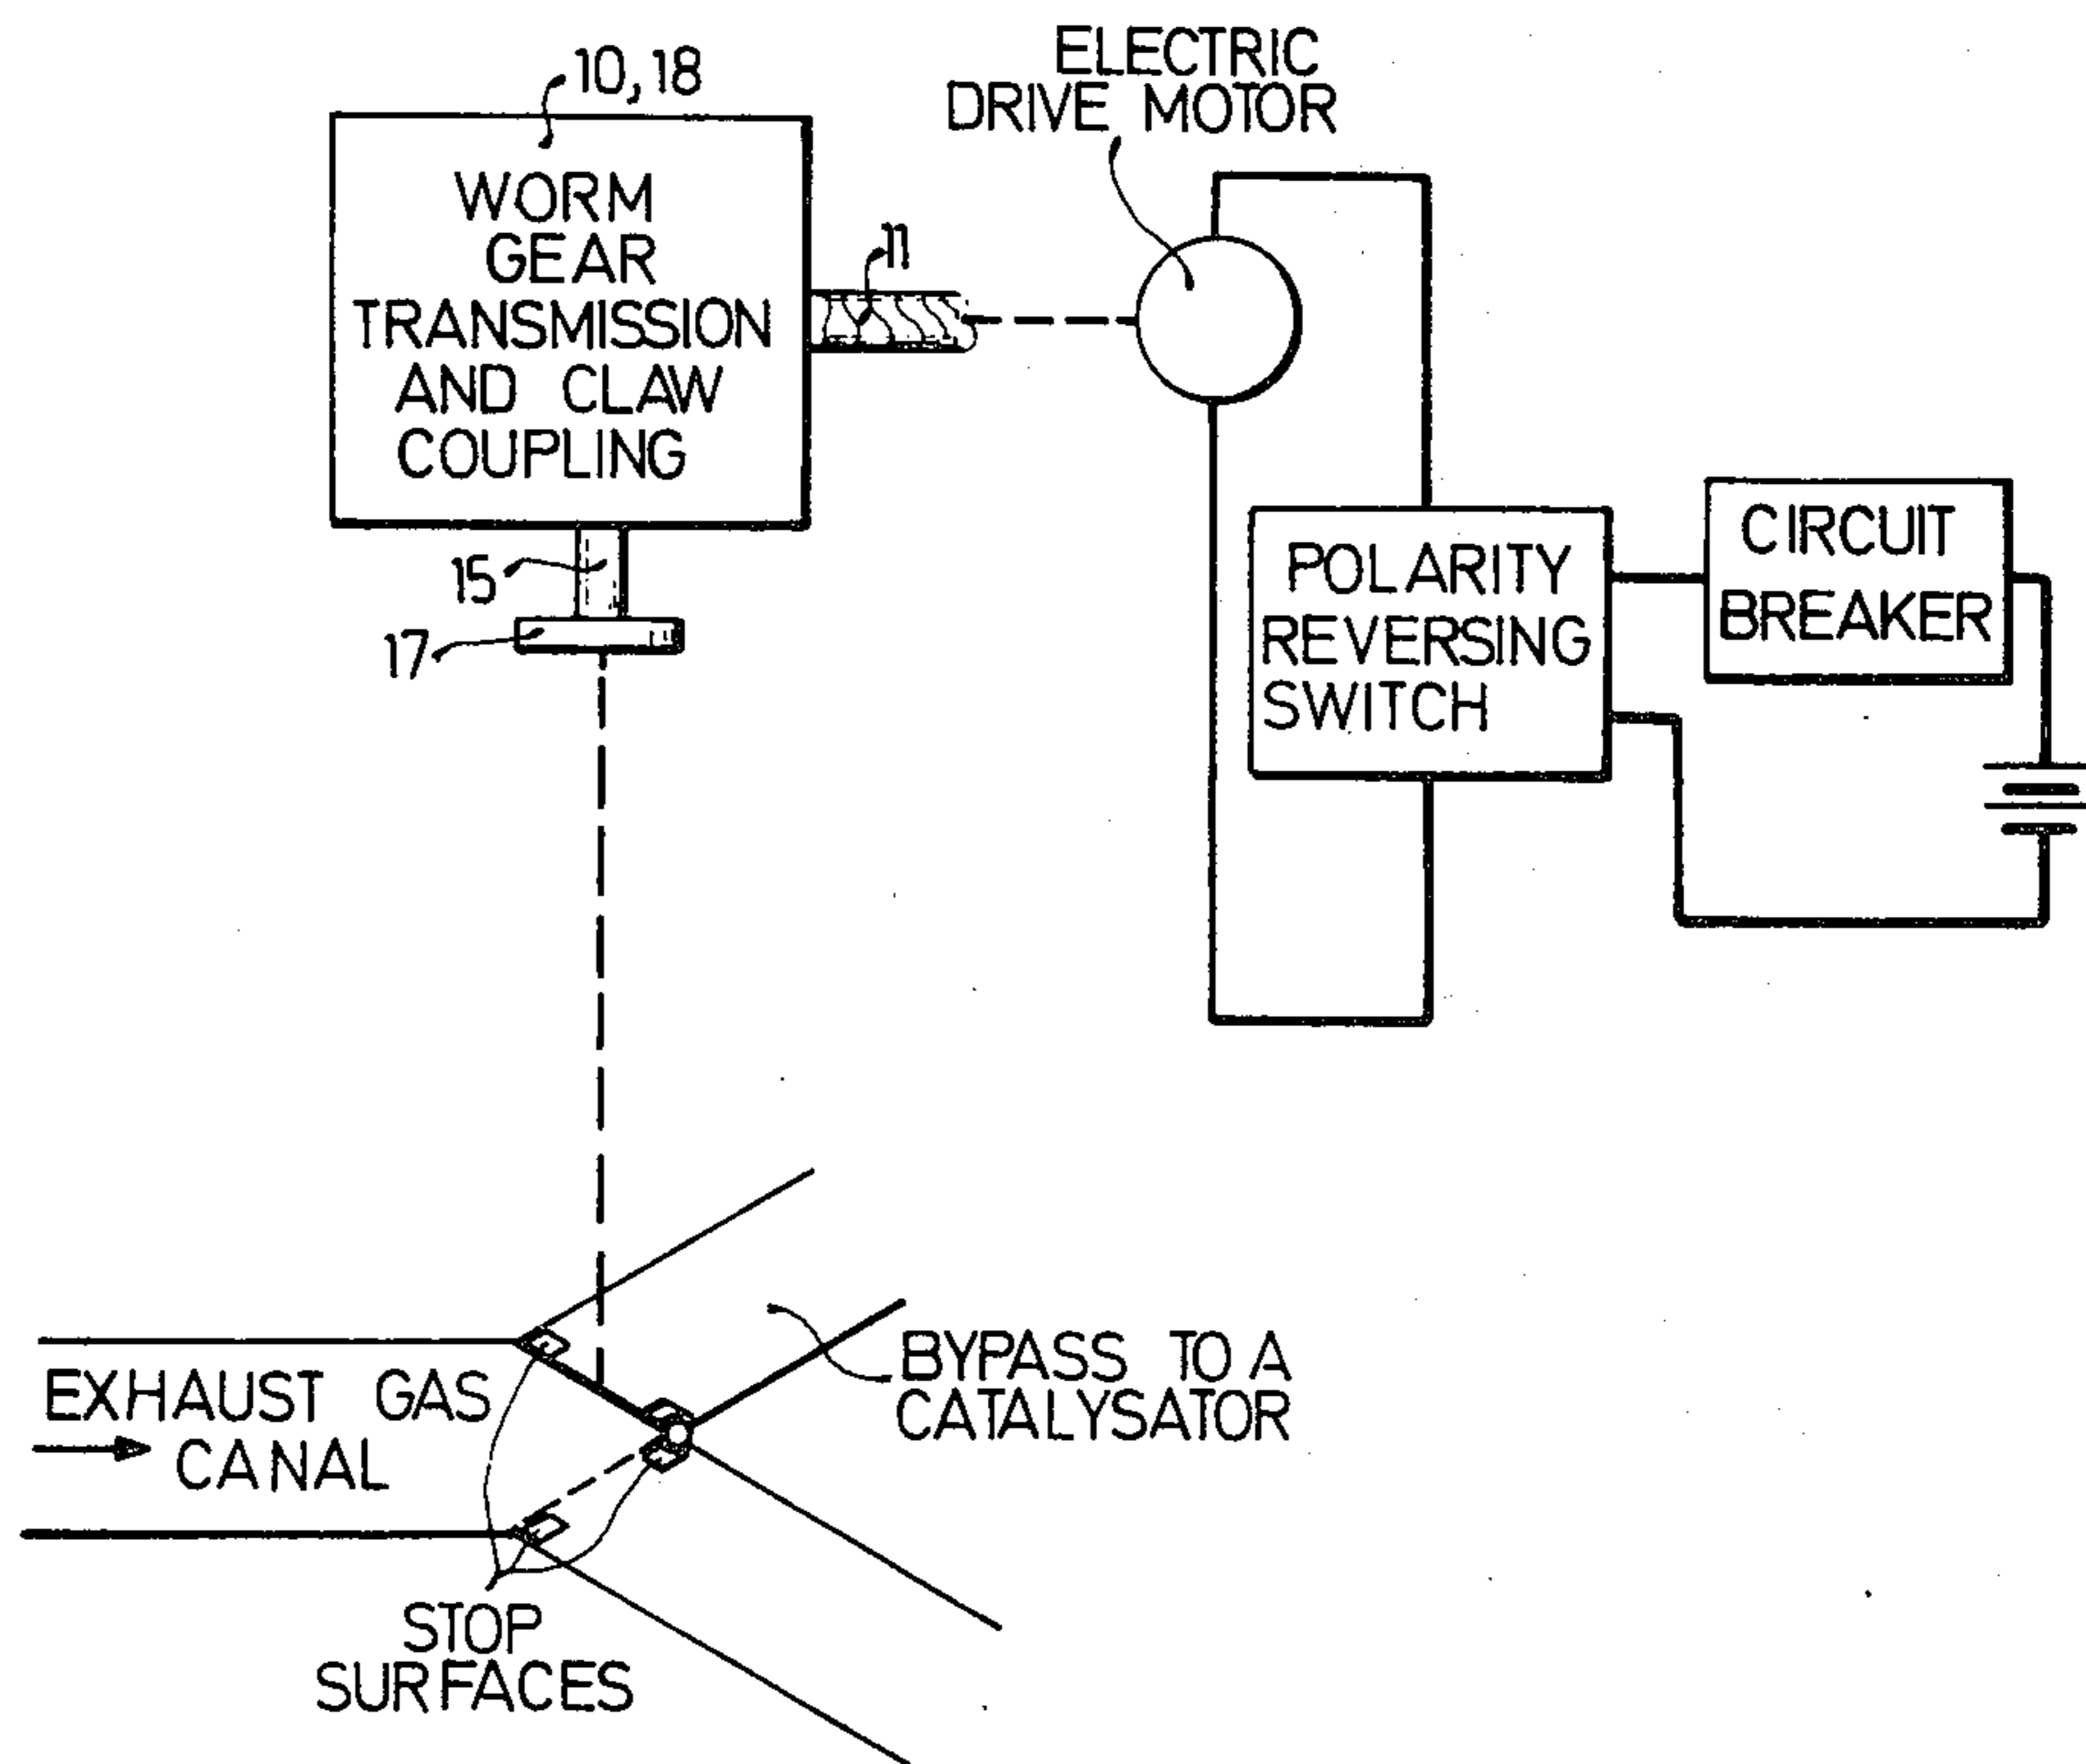 10,18
ELECTRIC
DRIVE MOTOR
WORM
GEAR
TRANSMISSION
AND CLAW
COUPLING
11
15
17
POLARITY
REVERSING
SWITCH
CIRCUIT
BREAKER
EXHAUST GAS
CANAL
BYPASS TO A
CATALYSATOR
STOP
SURFACES